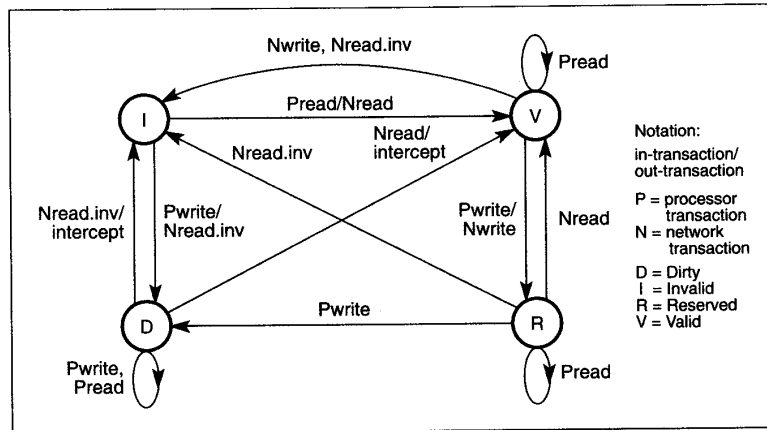 Nwrite, Nread.inv
Pread
Pread/Nread
I
V
Nread/
intercept
Nread.inv
Notation:
in-transaction/
out-transaction
P = processor
transaction
N = network
transaction
D = Dirty
I = Invalid
R = Reserved
V = Valid
Nread.inv/
intercept
Pwrite/
Nread.inv
Pwrite/
Nwrite
Nread
Pwrite
D
R
Pwrite,
Pread
Pread